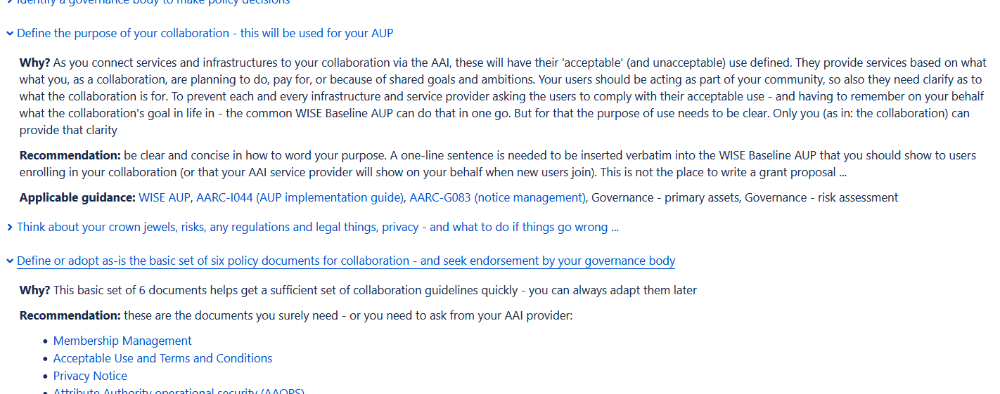 Identify a governance body to make policy decisions
Define the purpose of your collaboration - this will be used for your AUP
Why? As you connect services and infrastructures to your collaboration via the AAI, these will have their 'acceptable' (and unacceptable) use defined. They provide services based on what
what you, as a collaboration, are planning to do, pay for, or because of shared goals and ambitions. Your users should be acting as part of your community, so also they need clarify as to
what the collaboration is for. To prevent each and every infrastructure and service provider asking the users to comply with their acceptable use - and having to remember on your behalf
what the collaboration's goal in life in - the common WISE Baseline AUP can do that in one go. But for that the purpose of use needs to be clear. Only you (as in: the collaboration) can
provide that clarity
Recommendation: be clear and concise in how to word your purpose. A one-line sentence is needed to be inserted verbatim into the WISE Baseline AUP that you should show to users
enrolling in your collaboration (or that your AAI service provider will show on your behalf when new users join). This is not the place to write a grant proposal ...
Applicable guidance: WISE AUP, AARC-I044 (AUP implementation guide), AARC-G083 (notice management), Governance - primary assets, Governance - risk assessment
Think about your crown jewels, risks, any regulations and legal things, privacy - and what to do if things go wrong ...
Define or adopt as-is the basic set of six policy documents for collaboration - and seek endorsement by your governance body
Why? This basic set of 6 documents helps get a sufficient set of collaboration guidelines quickly - you can always adapt them later
Recommendation: these are the documents you surely need - or you need to ask from your AAI provider:
• Membership Management
• Acceptable Use and Terms and Conditions
• Privacy Notice
• Attribute Authority operational security (AAOPS)